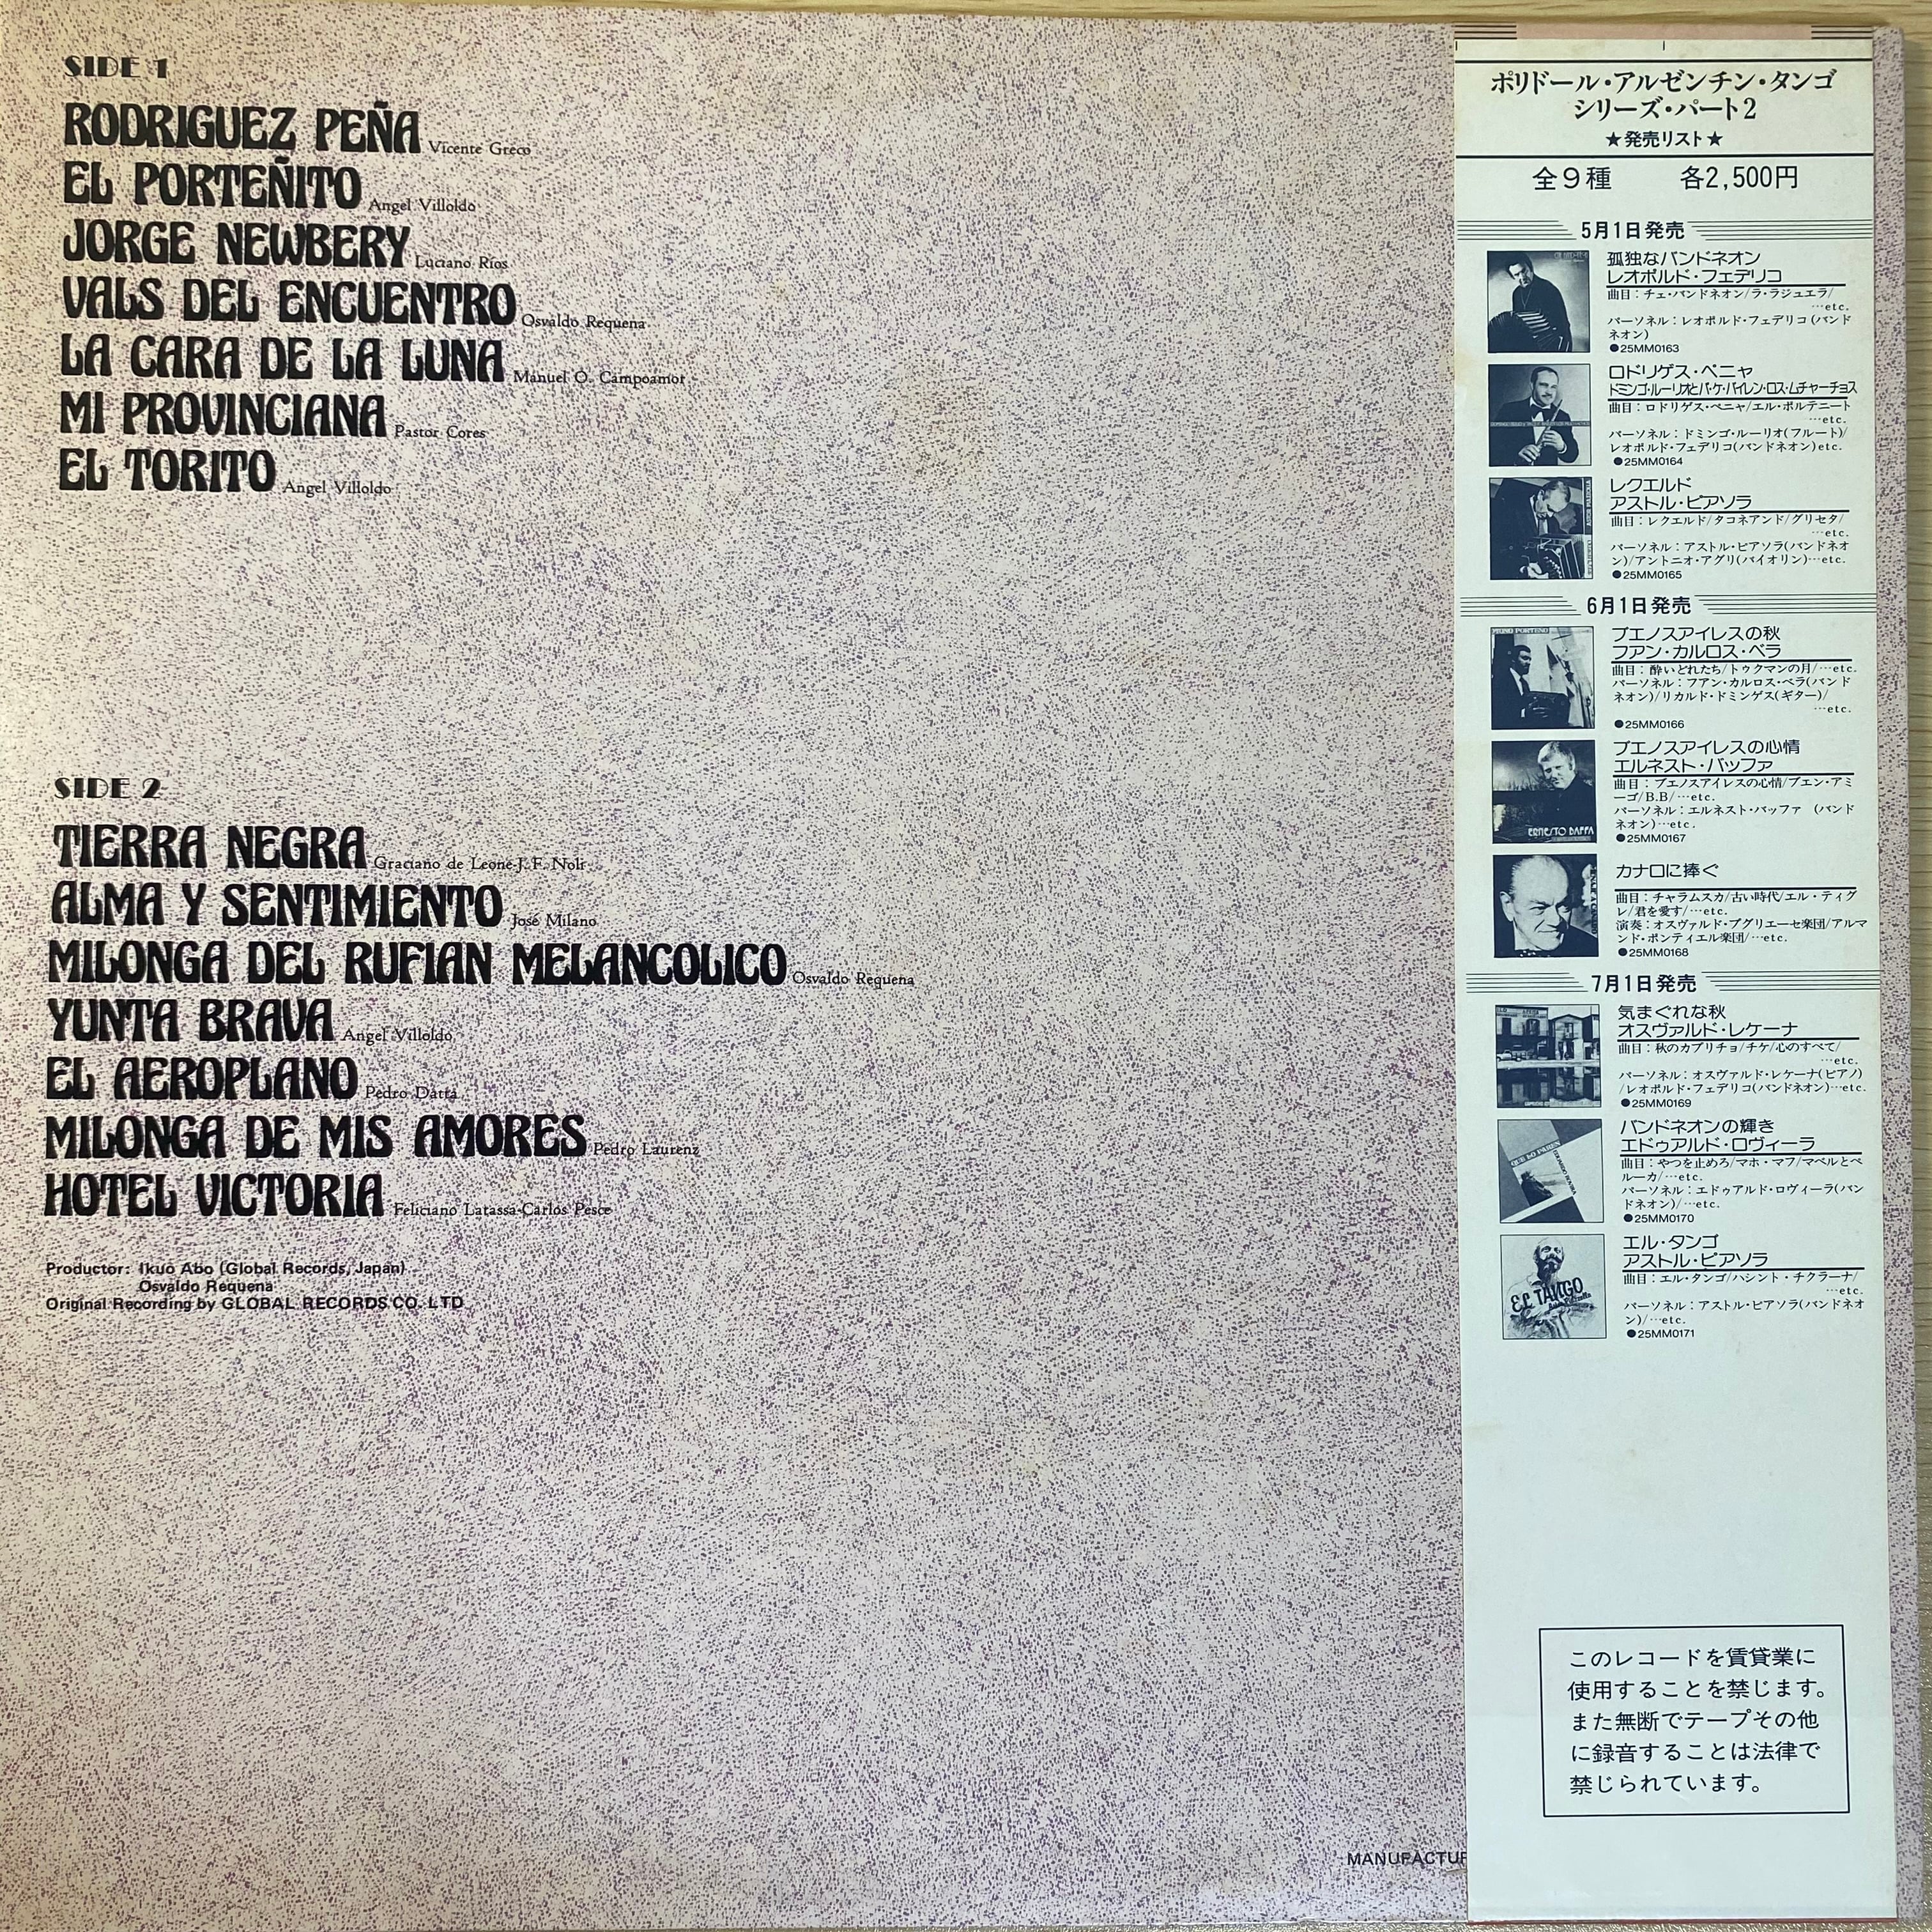 SIDE 1
RODRIGUEZ PEÑA Vicente Greco
EL PORTEÑITO Angel Villoldo
JORGE NEWBERY Luciano Ríos
VALS DEL ENCUENTRO Osvaldo Requena
LA CARA DE LA LUNA Manuel O. Campoamor
MI PROVINCIANA Pastor Cores
EL TORITO Angel Villoldo
SIDE 2
TIERRA NEGRA Graciano de Leone-J. F. Noli
ALMA Y SENTIMIENTO José Milano
MILONGA DEL RUFIAN MELANCOLICO Osvaldo Requena
YUNTA BRAVA Angel Villoldo
EL AEROPLANO Pedro Datta
MILONGA DE MIS AMORES Pedro Laurenz
HOTEL VICTORIA Feliciano Latassa-Carlos Pesce
Productor: Ikuo Abo (Global Records, Japan)
Osvaldo Requena
Original Recording by GLOBAL RECORDS CO. LTD
MANUFACTUR
ポリドール・アルゼンチン・タンゴ
シリーズ・パート2
★発売リスト★
全9種 各2,500円
5月1日発売
孤独なバンドネオン
レオポルド・フェデリコ
曲目：チェ・バンドネオン/ラ・ラジュエラ/
…etc.
パーソネル：レオポルド・フェデリコ(バンド
ネオン)
●25MM0163
ロドリゲス・ペニャ
ドミンゴ・ルーリオとバ・ケ・バイレン・ロス・ムチャーチョス
曲目：ロドリゲス・ペニャ/エル・ポルテニート
…etc.
パーソネル：ドミンゴ・ルーリオ(フルート)/
レオポルド・フェデリコ(バンドネオン)etc.
●25MM0164
レクエルド
アストル・ピアソラ
曲目：レクエルド/タコネアンド/グリセタ/
…etc.
パーソネル：アストル・ピアソラ(バンドネオ
ン)/アントニオ・アグリ(バイオリン)…etc.
●25MM0165
6月1日発売
ブエノスアイレスの秋
フアン・カルロス・ベラ
曲目：酔いどれたち/トゥクマンの月/…etc.
パーソネル：フアン・カルロス・ベラ(バンド
ネオン)/リカルド・ドミンゲス(ギター)/
…etc.
●25MM0166
ブエノスアイレスの心情
エルネスト・バッファ
ERNESTO BAFFA
曲目：ブエノスアイレスの心情/ブエン・アミ
ーゴ/B.B/…etc.
パーソネル：エルネスト・バッファ (バンド
ネオン)…etc.
●25MM0167
カナロに捧ぐ
曲目：チャラムスカ/古い時代/エル・ティグ
レ/君を愛す/…etc.
演奏：オスヴァルド・プグリエーセ楽団/アルマ
ンド・ポンティエル楽団/…etc.
●25MM0168
7月1日発売
気まぐれな秋
オスヴァルド・レケーナ
曲目：秋のカプリチョ/チケ/心のすべて/
…etc.
パーソネル：オスヴァルド・レケーナ(ピアノ)
/レオポルド・フェデリコ(バンドネオン)…etc.
●25MM0169
バンドネオンの輝き
エドゥアルド・ロヴィーラ
曲目：やつを止めろ/マホ・マフ/マベルとペ
ルーカ/…etc.
パーソネル：エドゥアルド・ロヴィーラ(バン
ドネオン)/…etc.
●25MM0170
エル・タンゴ
アストル・ピアソラ
EL TANGO
曲目：エル・タンゴ/ハシント・チクラーナ/
…etc.
パーソネル：アストル・ピアソラ(バンドネオ
ン)/…etc.
●25MM0171
このレコードを賃貸業に
使用することを禁じます。
また無断でテープその他
に録音することは法律で
禁じられています。